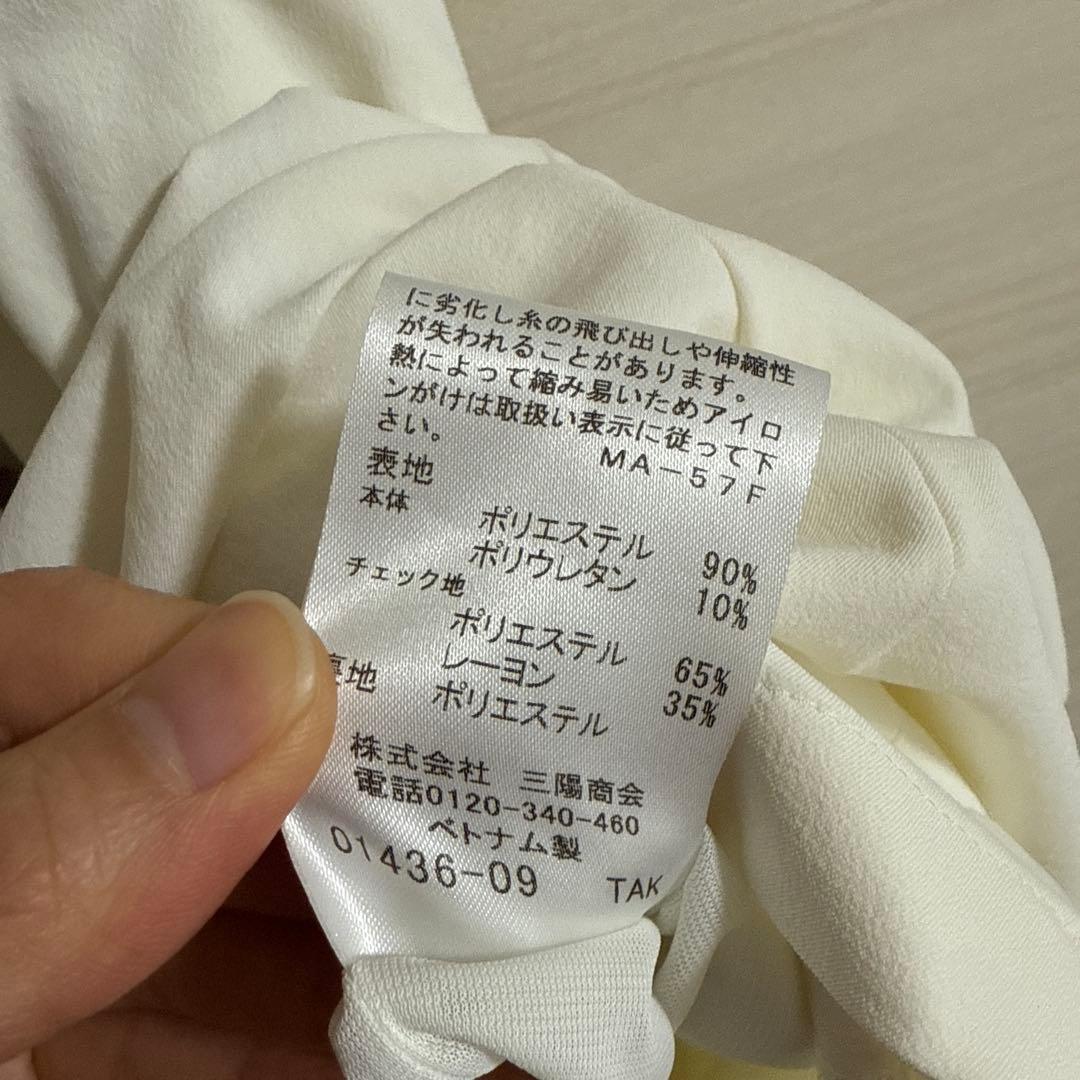 に劣化し糸の飛び出しや伸縮性
が失われることがあります。
熱によって縮み易いためアイロ
ンがけは取扱い表示に従って下
さい。
MA-57F
表地
本体
ポリエステル 90%
ポリウレタン 10%
チェック地
ポリエステル 65%
レーヨン 35%
裏地
ポリエステル
株式会社 三陽商会
電話0120-340-460
ベトナム製
01436-09 TAK